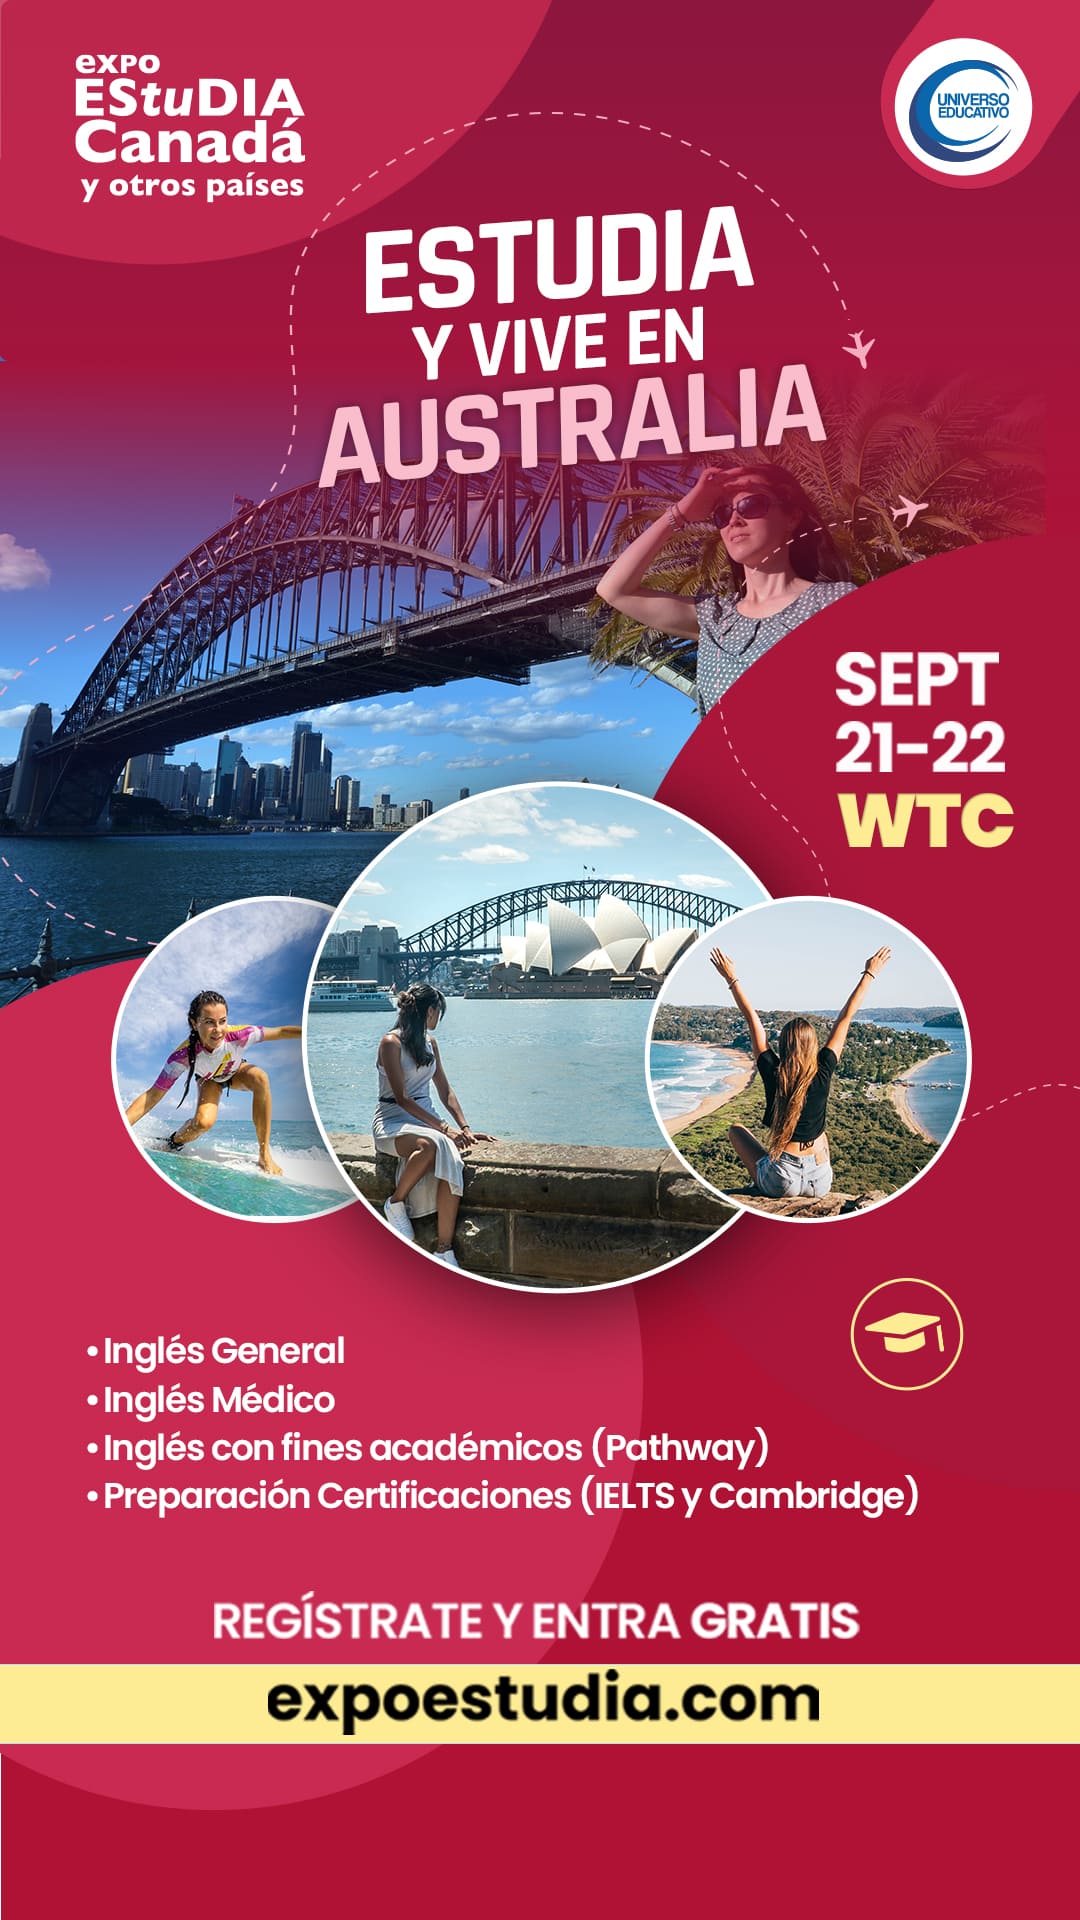 EXPO
EStuDIA
Canadá
y otros países
UNIVERSO
EDUCATIVO
ESTUDIA
Y VIVE EN
AUSTRALIA
SEPT
21-22
WTC
• Inglés General
• Inglés Médico
• Inglés con fines académicos (Pathway)
• Preparación Certificaciones (IELTS y Cambridge)
REGÍSTRATE Y ENTRA GRATIS
expoestudia.com